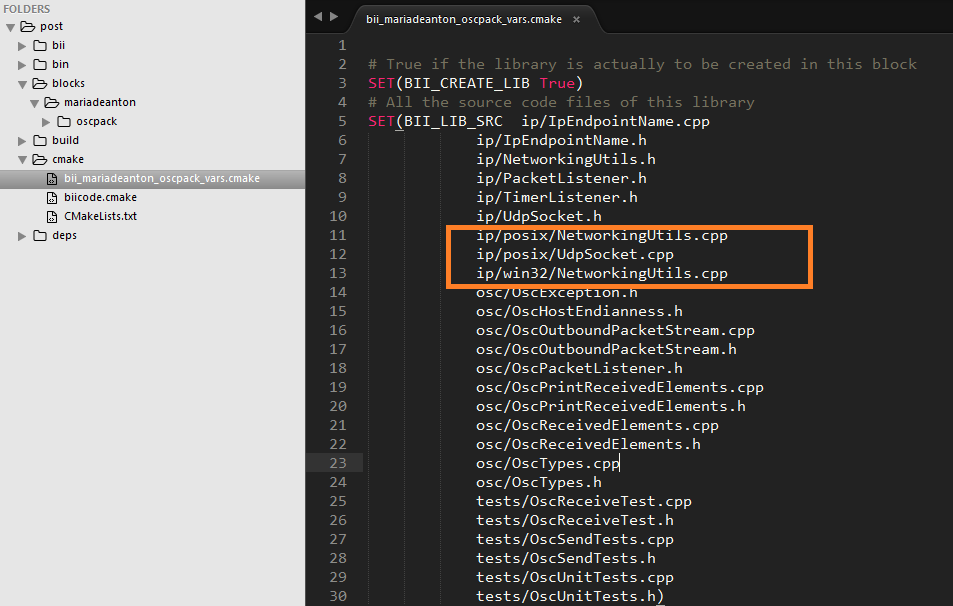 FOLDERS
post
bii
bin
blocks
mariadeanton
oscpack
build
cmake
bii_mariadeanton_oscpack_vars.cmake
biicode.cmake
CMakeLists.txt
deps
bii_mariadeanton_oscpack_vars.cmake ×
1
2 # True if the library is actually to be created in this block
3 SET(BII_CREATE_LIB True)
4 # All the source code files of this library
5 SET(BII_LIB_SRC  ip/IpEndpointName.cpp
6 ip/IpEndpointName.h
7 ip/NetworkingUtils.h
8 ip/PacketListener.h
9 ip/TimerListener.h
10 ip/UdpSocket.h
11 ip/posix/NetworkingUtils.cpp
12 ip/posix/UdpSocket.cpp
13 ip/win32/NetworkingUtils.cpp
14 osc/OscException.h
15 osc/OscHostEndianness.h
16 osc/OscOutboundPacketStream.cpp
17 osc/OscOutboundPacketStream.h
18 osc/OscPacketListener.h
19 osc/OscPrintReceivedElements.cpp
20 osc/OscPrintReceivedElements.h
21 osc/OscReceivedElements.cpp
22 osc/OscReceivedElements.h
23 osc/OscTypes.cpp
24 osc/OscTypes.h
25 tests/OscReceiveTest.cpp
26 tests/OscReceiveTest.h
27 tests/OscSendTests.cpp
28 tests/OscSendTests.h
29 tests/OscUnitTests.cpp
30 tests/OscUnitTests.h)